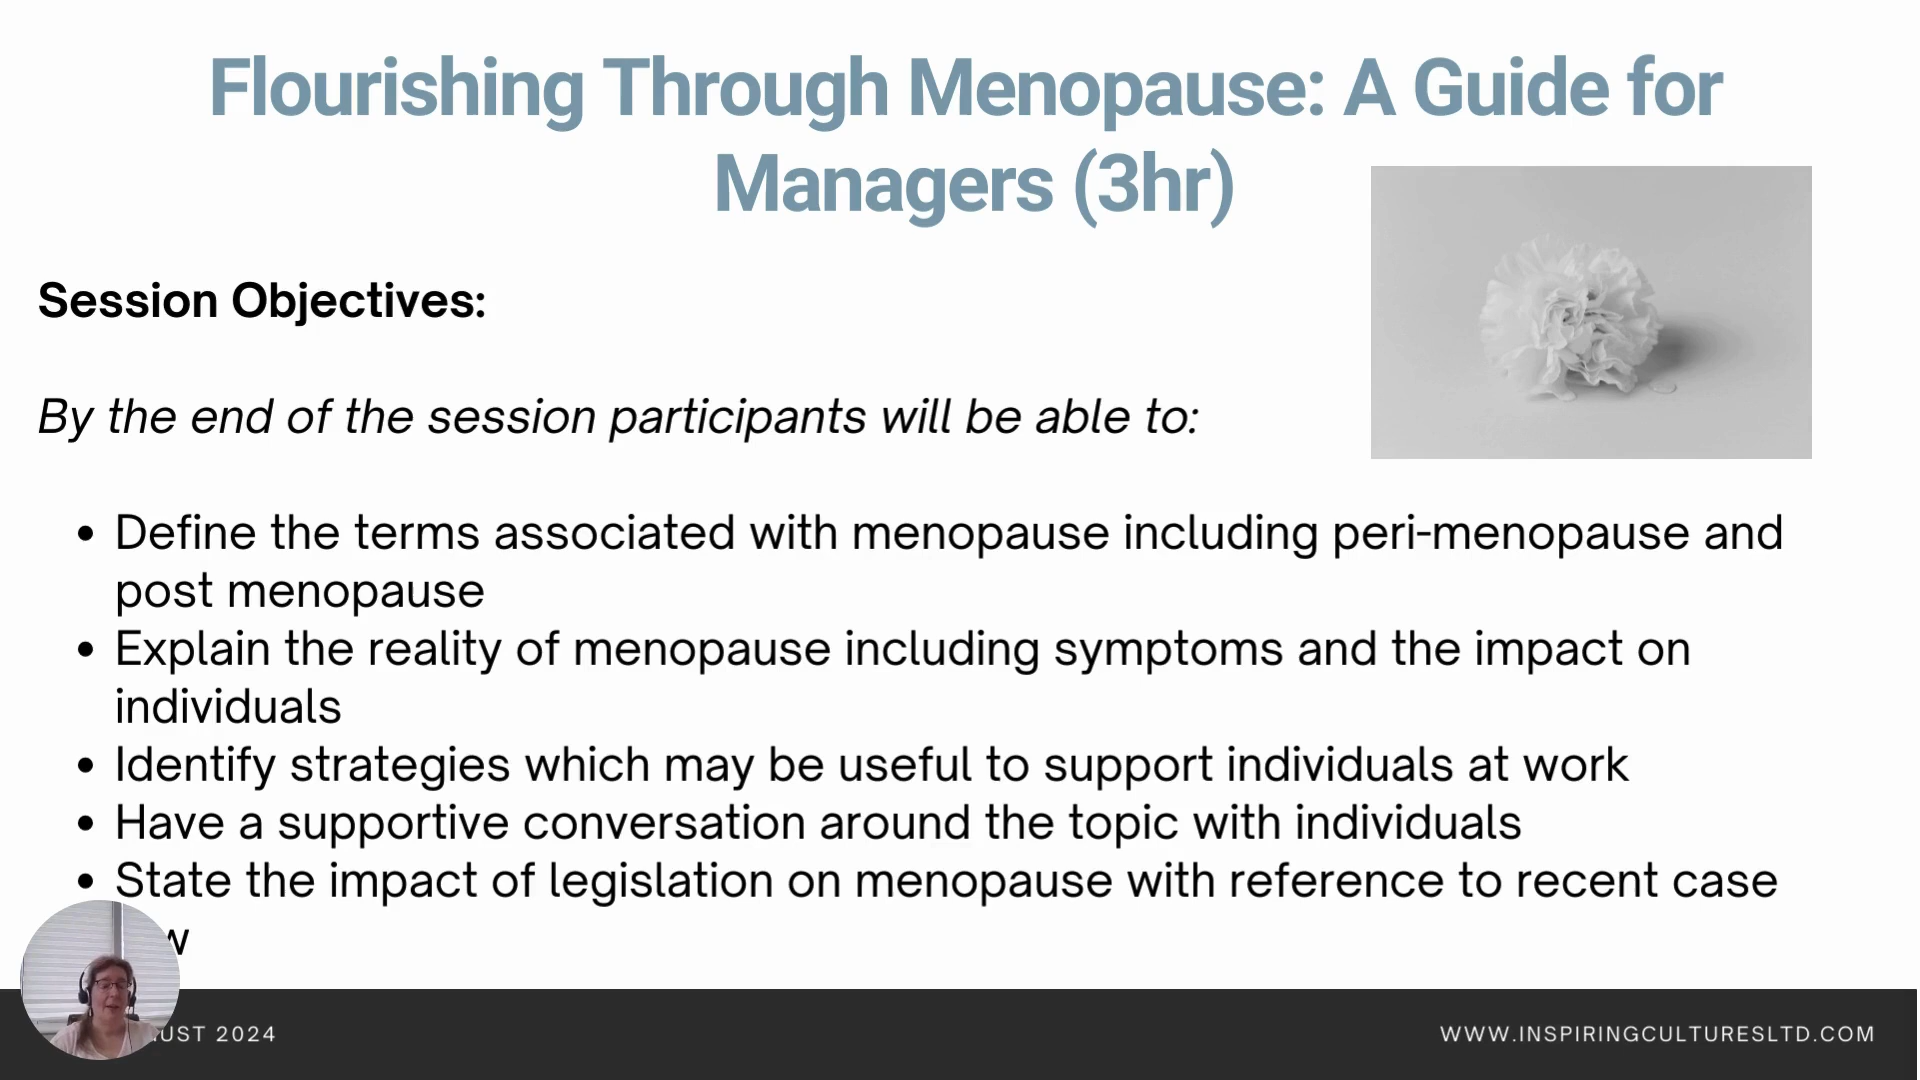 Flourishing Through Menopause: A Guide for
Managers (3hr)
Session Objectives:
By the end of the session participants will be able to:
• Define the terms associated with menopause including peri-menopause and
post menopause
• Explain the reality of menopause including symptoms and the impact on
individuals
• Identify strategies which may be useful to support individuals at work
• Have a supportive conversation around the topic with individuals
• State the impact of legislation on menopause with reference to recent case
2024
WWW.INSPIRINGCULTURESLTD.COM